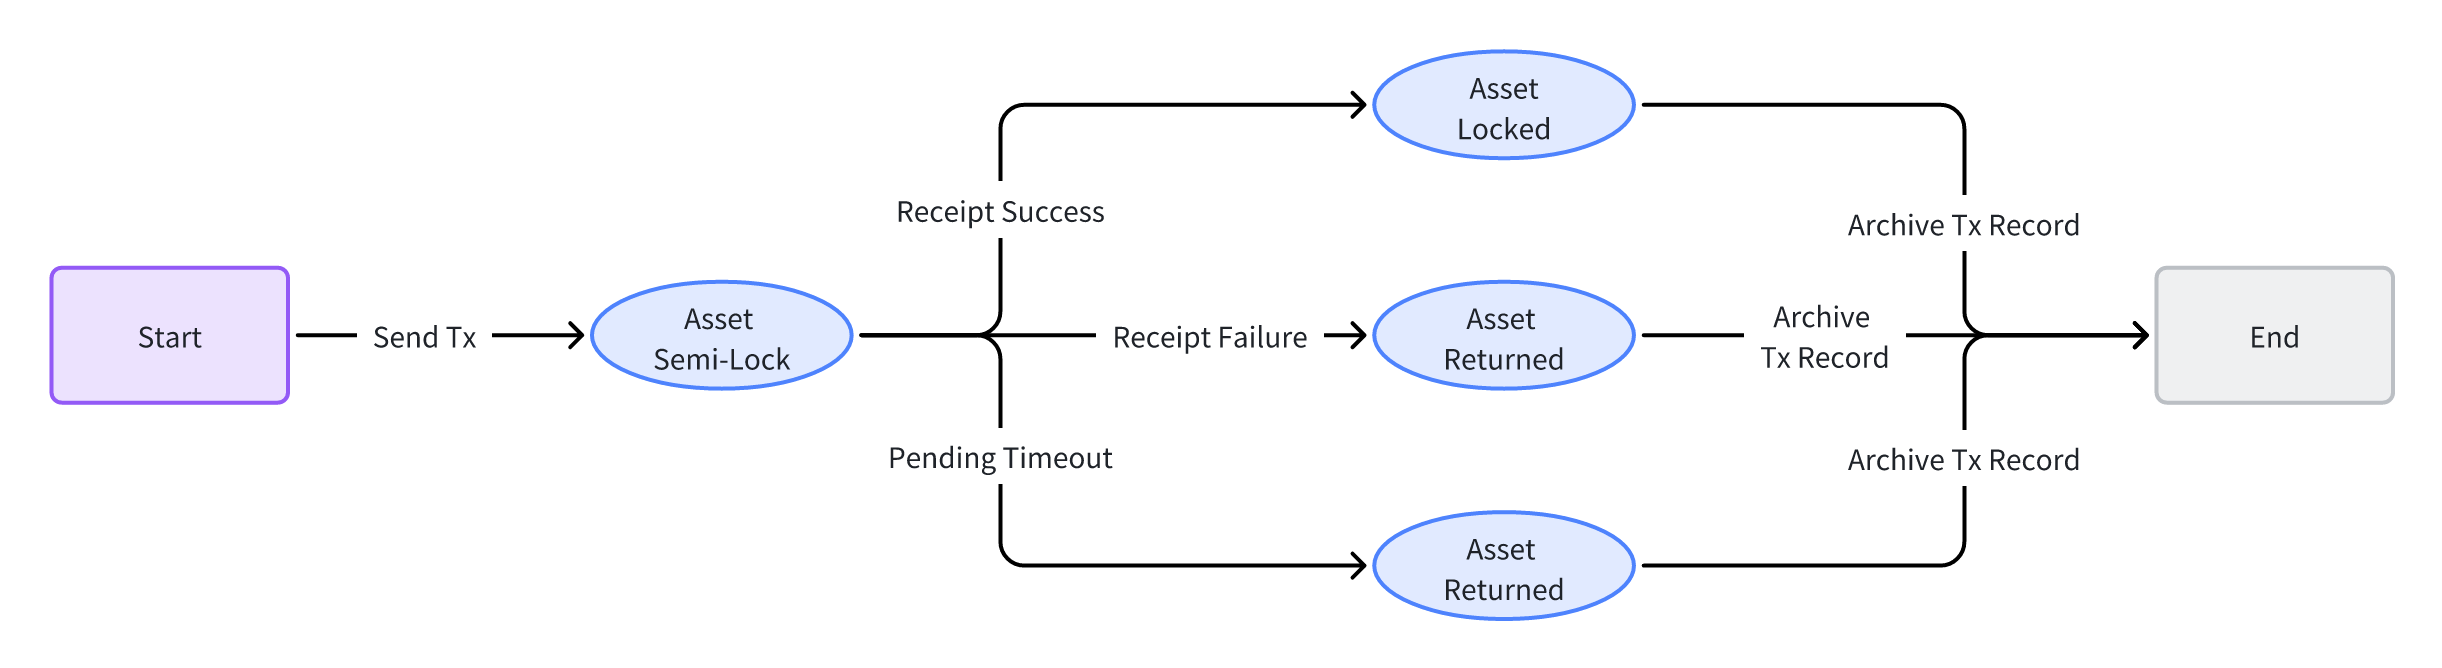 Asset
Locked
Receipt Success
Archive Tx Record
Start
Send Tx
Asset
Semi-Lock
Receipt Failure
Asset
Returned
Archive
Tx Record
End
Pending Timeout
Archive Tx Record
Asset
Returned